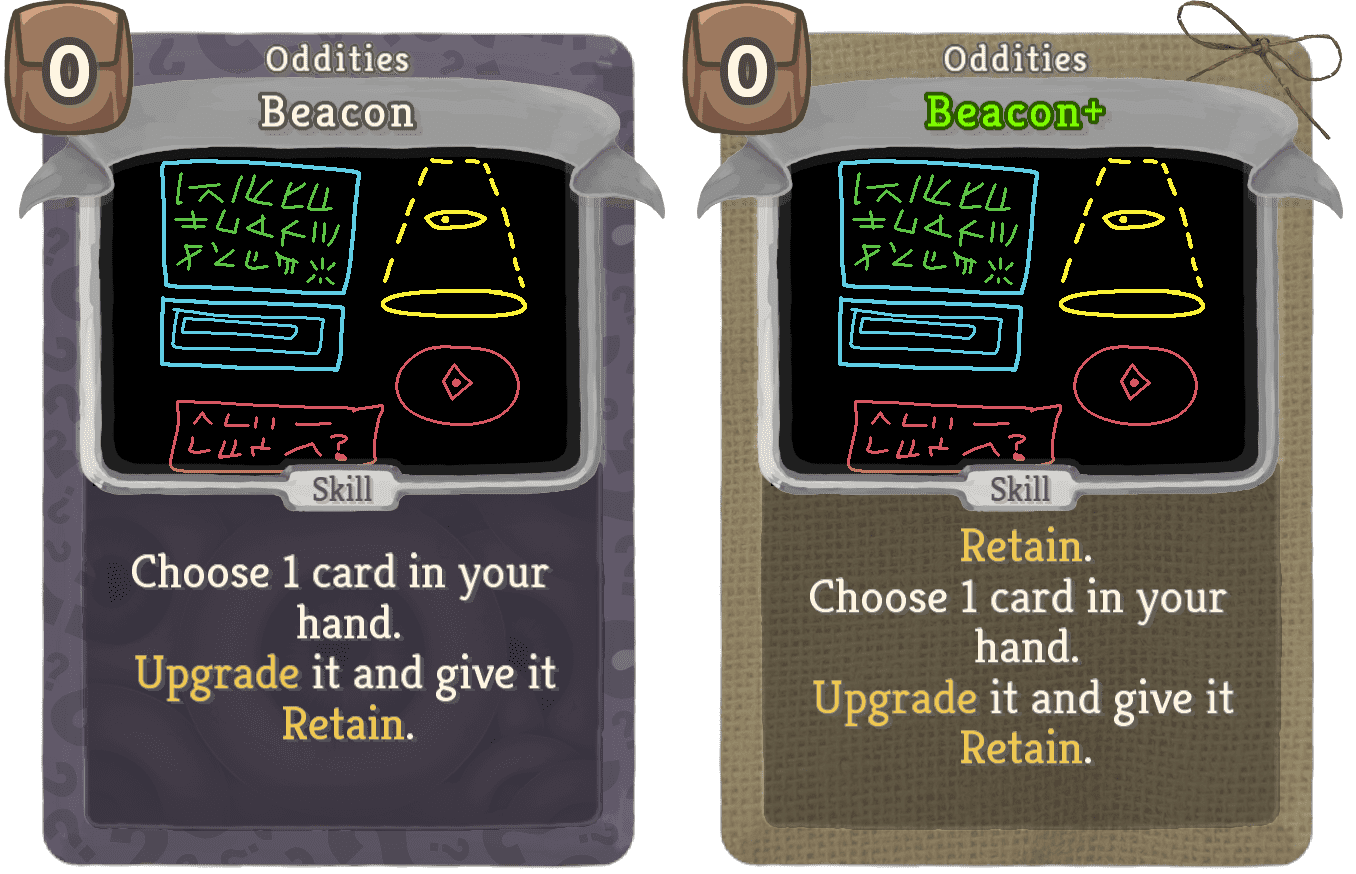 0
Oddities
Beacon
Skill
Choose 1 card in your
hand.
Upgrade it and give it
Retain.
0
Oddities
Beacon+
Skill
Retain.
Choose 1 card in your
hand.
Upgrade it and give it
Retain.